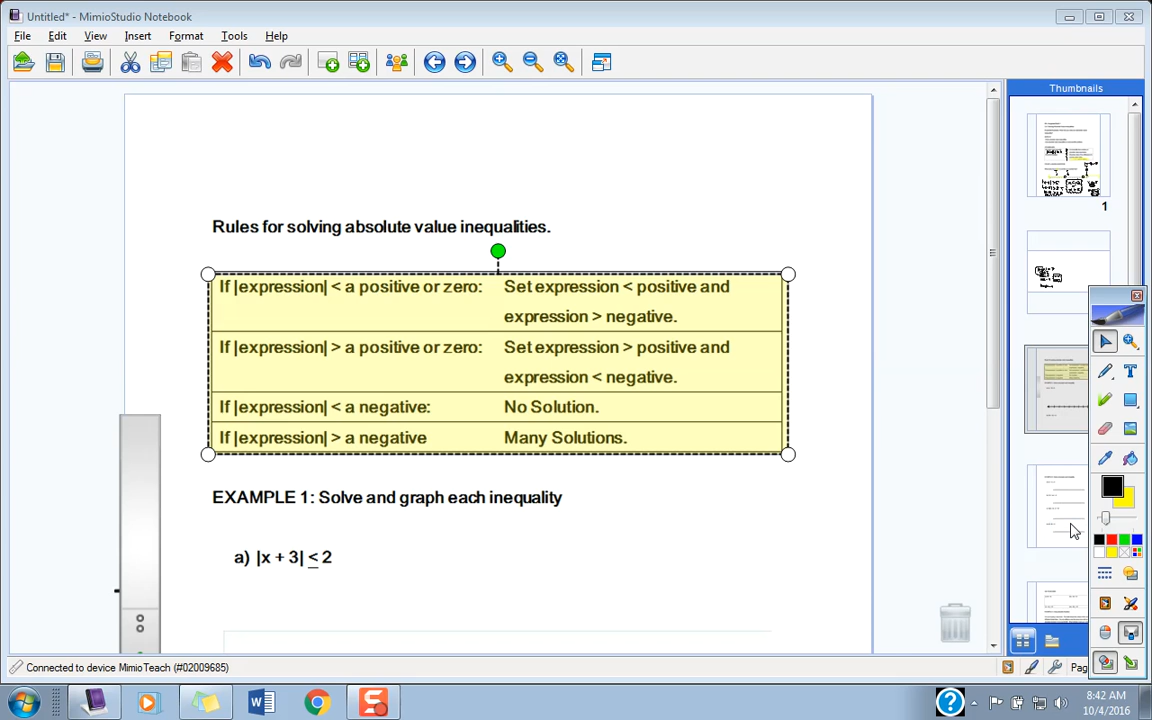 Untitled* - MimioStudio Notebook
File Edit View Insert Format Tools Help
Thumbnails
1
Rules for solving absolute value inequalities.
If |expression| < a positive or zero: Set expression < positive and
expression > negative.
If |expression| > a positive or zero: Set expression > positive and
expression < negative.
If |expression| < a negative: No Solution.
If |expression| > a negative Many Solutions.
EXAMPLE 1: Solve and graph each inequality
a) |x + 3| ≤ 2
Connected to device MimioTeach (#02009685)
Pag
8:42 AM
10/4/2016